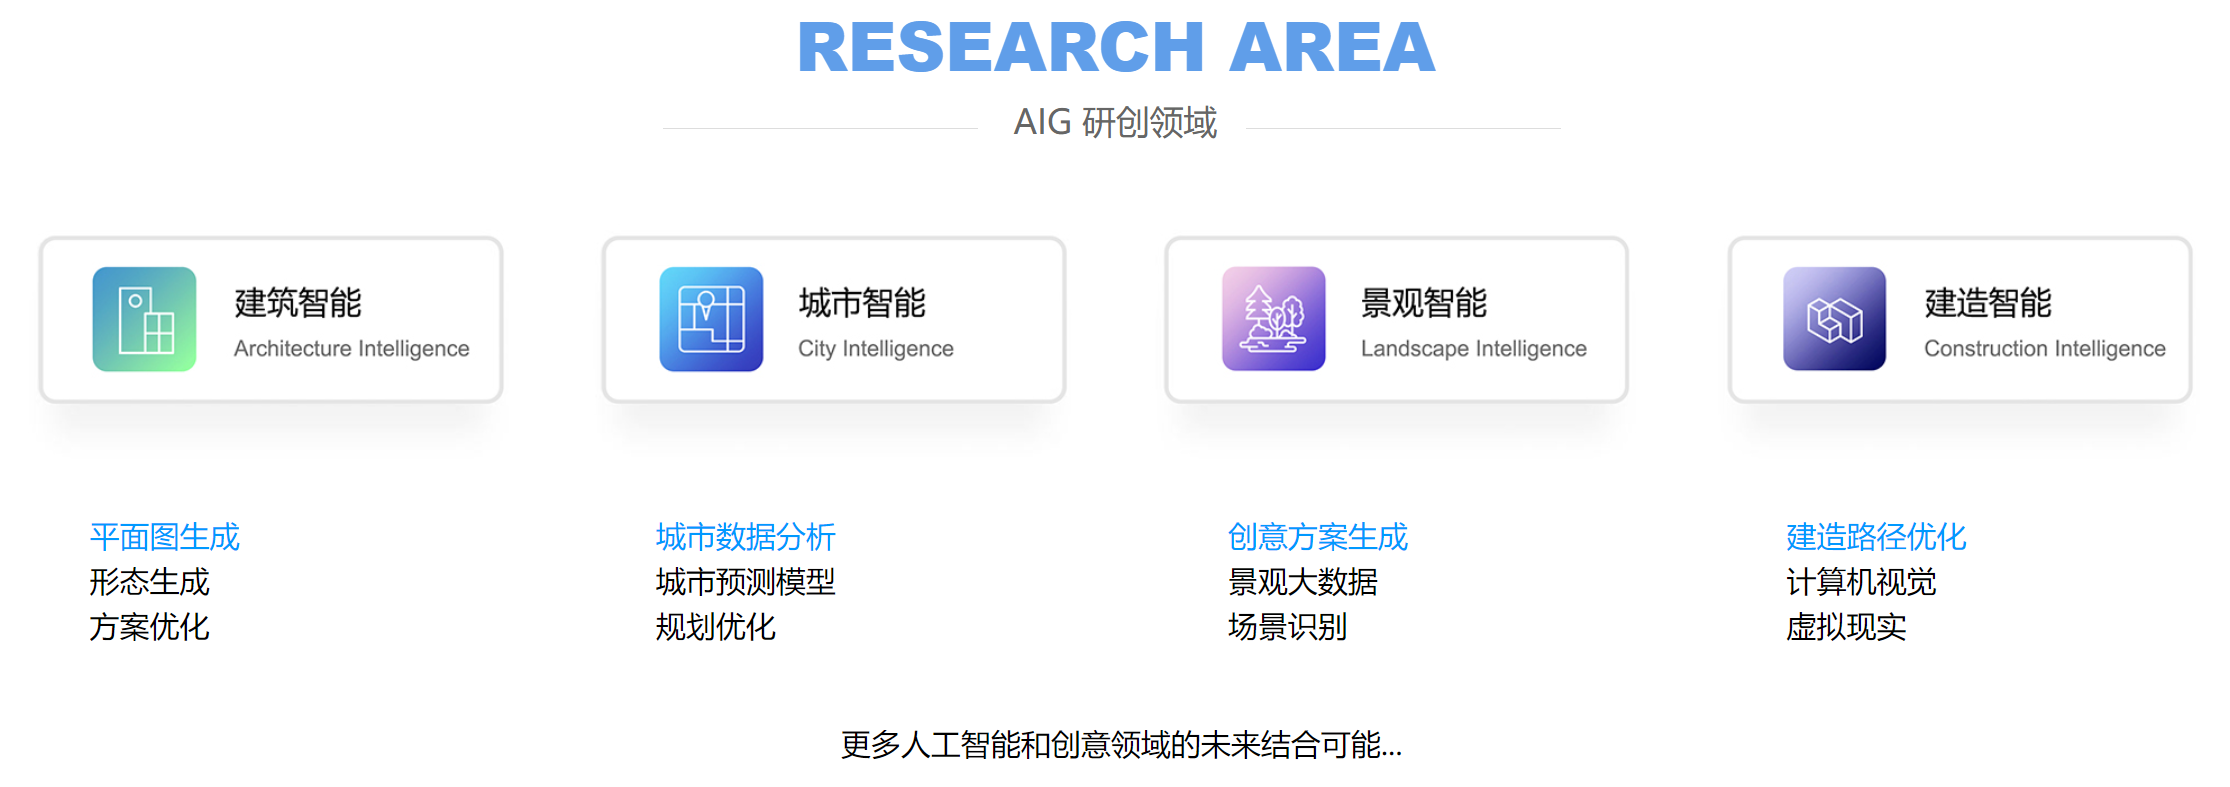 RESEARCH AREA
AIG 研创领域
建筑智能
Architecture Intelligence
城市智能
City Intelligence
景观智能
Landscape Intelligence
建造智能
Construction Intelligence
平面图生成
形态生成
方案优化
城市数据分析
城市预测模型
规划优化
创意方案生成
景观大数据
场景识别
建造路径优化
计算机视觉
虚拟现实
更多人工智能和创意领域的未来结合可能...